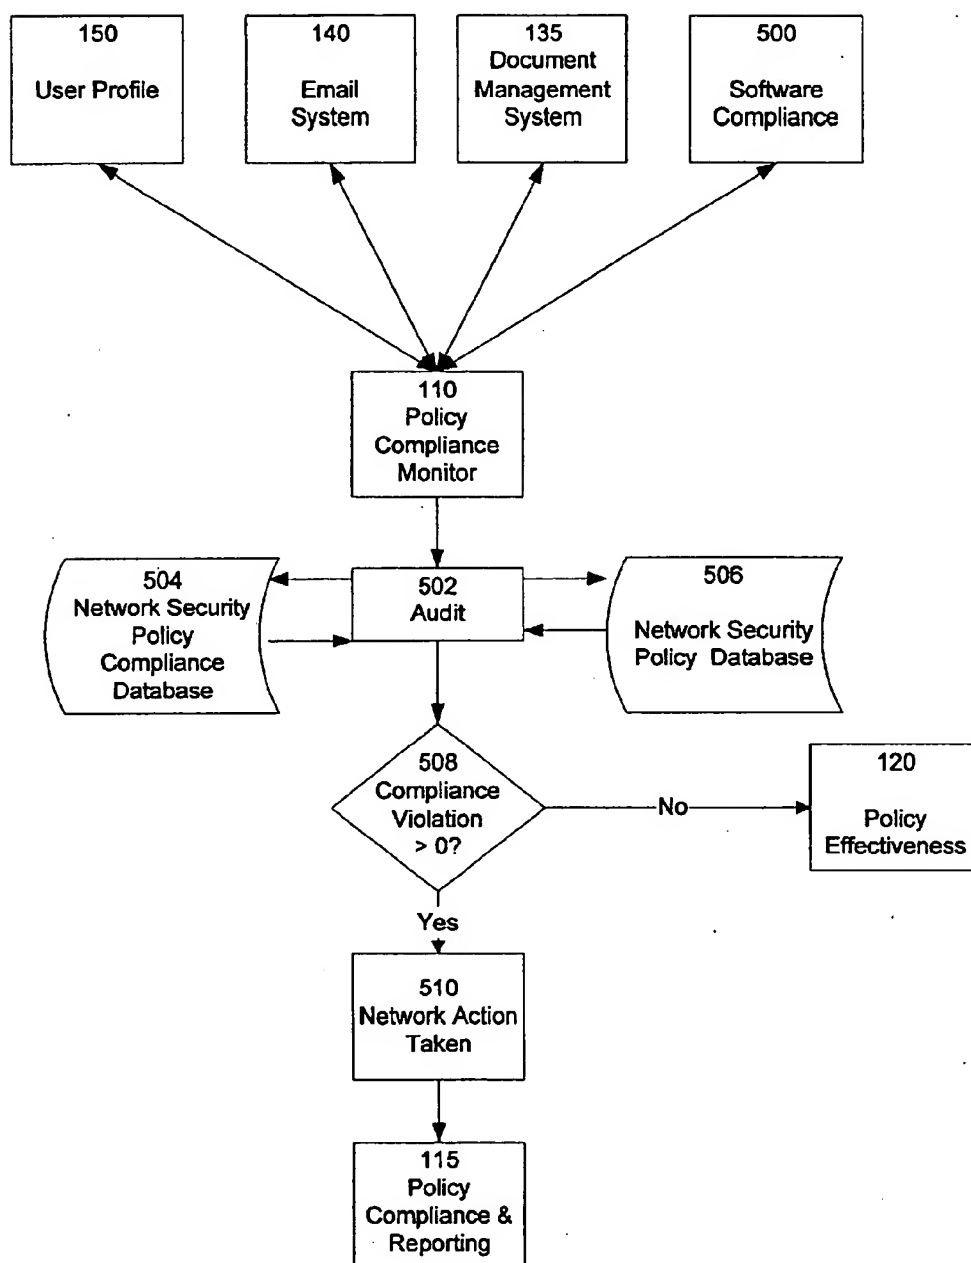 150
User Profile
140
Email
System
135
Document
Management
System
500
Software
Compliance
110
Policy
Compliance
Monitor
504
Network Security
Policy
Compliance
Database
502
Audit
506
Network Security
Policy Database
508
Compliance
Violation
> 0?
No
120
Policy
Effectiveness
Yes
510
Network Action
Taken
115
Policy
Compliance &
Reporting